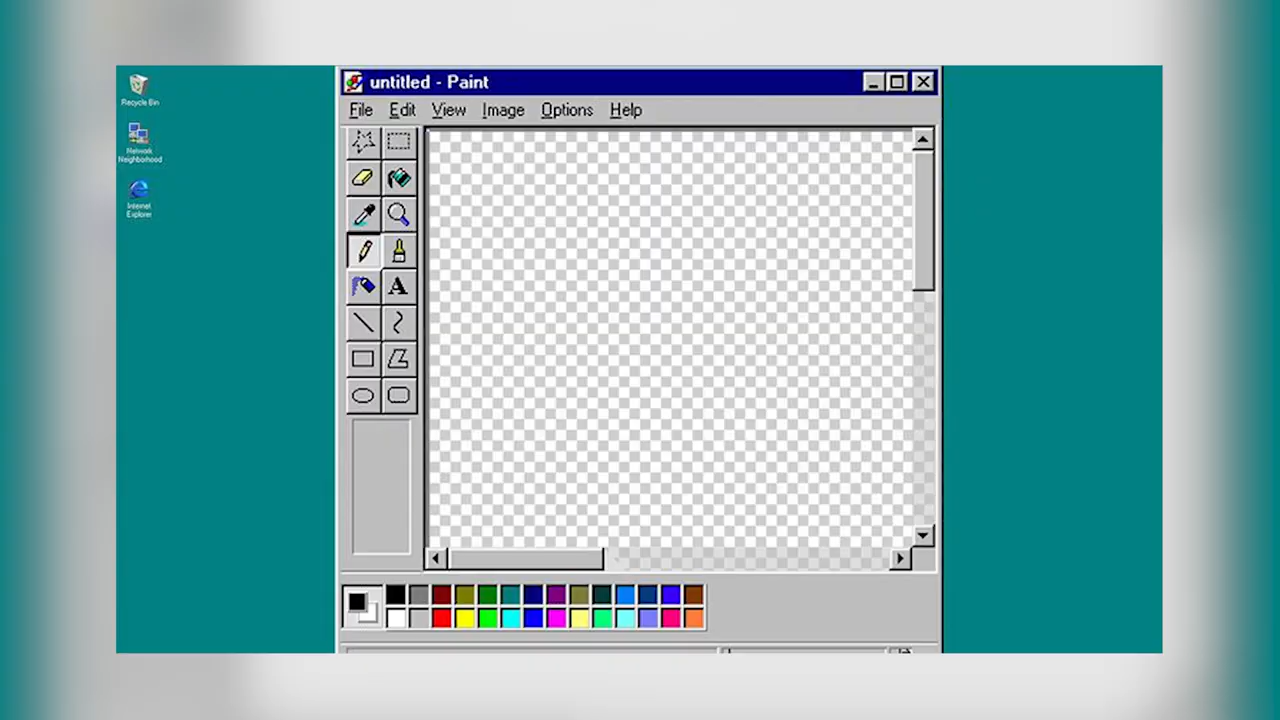 untitled - Paint
File Edit View Image Options Help
Recycle Bin
Network
Neighborhood
Internet
Explorer
A